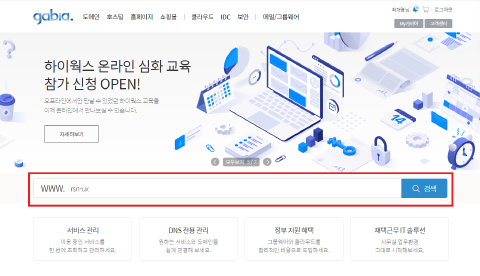 gabia.
도메인 호스팅 홈페이지 쇼핑몰 클라우드 IDC 보안 메일/그룹웨어
로그아웃
My가비아 고객센터
하이웍스 온라인 심화 교육
참가 신청 OPEN!
오프라인에서만 만날 수 있었던 하이웍스 교육을
이제 온라인에서 만나보실 수 있습니다.
자세히보기
WWW. rsn-ux 검색
서비스 관리
이용 중인 서비스를
한 번에 조회하고 관리하세요.
DNS 전용 관리
원하는 서비스와 도메인을
쉽게 연결해 보세요.
정부 지원 혜택
그룹웨어와 클라우드를
합리적인 비용으로 도입하세요.
재택근무 IT 솔루션
사무실 업무환경
그대로 시작해보세요.